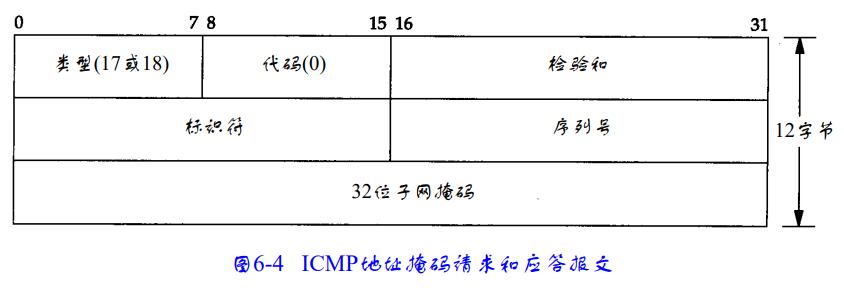 0 7 8 15 16 31
类型(17或18) 代码(0) 检验和
标识符 序列号
12字节
32位子网掩码
图6-4 ICMP地址掩码请求和应答报文